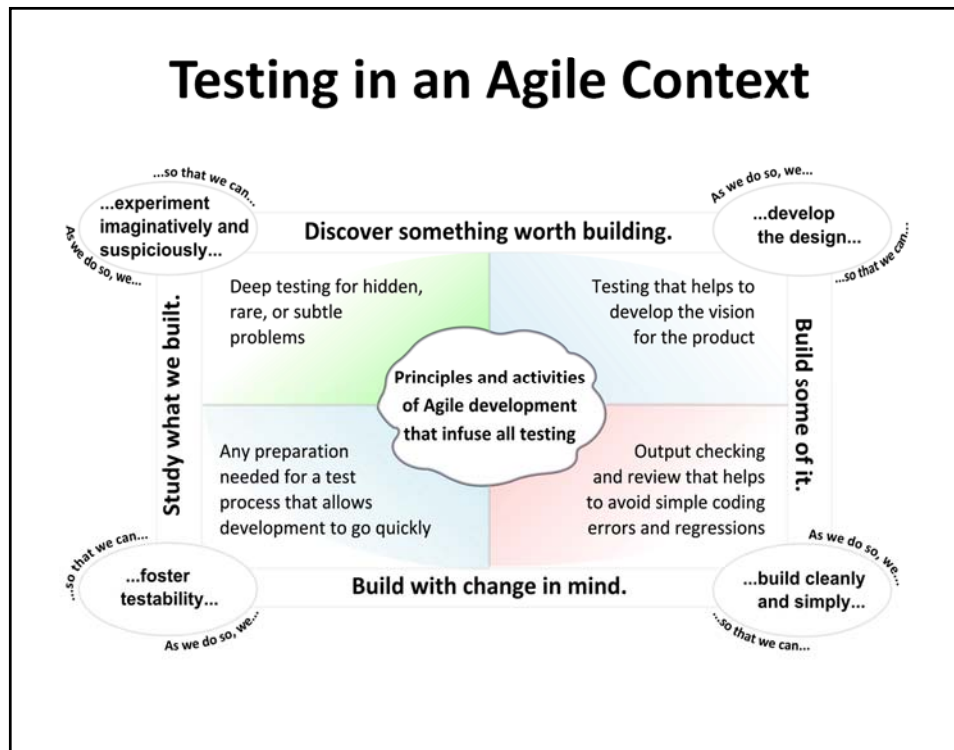 Testing in an Agile Context
...so that we can...
...experiment
imaginatively and
suspiciously...
As we do so, we...
Discover something worth building.
As we do so, we...
...develop
the design...
...so that we can...
Study what we built.
Deep testing for hidden,
rare, or subtle
problems
Testing that helps to
develop the vision
for the product
Build some of it.
Principles and activities
of Agile development
that infuse all testing
Any preparation
needed for a test
process that allows
development to go quickly
Output checking
and review that helps
to avoid simple coding
errors and regressions
...so that we can...
...foster
testability...
As we do so, we...
Build with change in mind.
As we do so, we...
...build cleanly
and simply...
...so that we can...